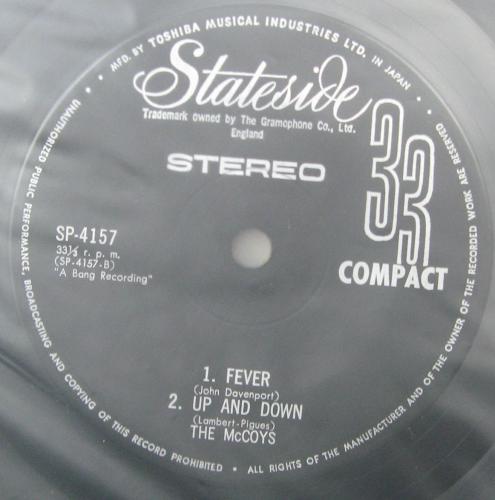 • MFD. BY TOSHIBA MUSICAL INDUSTRIES LTD. IN JAPAN •
Stateside
Trademark owned by The Gramophone Co., Ltd.
England
STEREO
33
COMPACT
SP-4157
33⅓ r. p. m.
(SP-4157-B)
"A Bang Recording"
1. FEVER
(John Davenport)
2. UP AND DOWN
(Lambert-Pigues)
THE McCOYS
UNAUTHORIZED PUBLIC PERFORMANCE, BROADCASTING AND COPYING OF THIS RECORD PROHIBITED • ALL RIGHTS OF THE MANUFACTURER AND OF THE OWNER OF THE RECORDED WORK ARE RESERVED